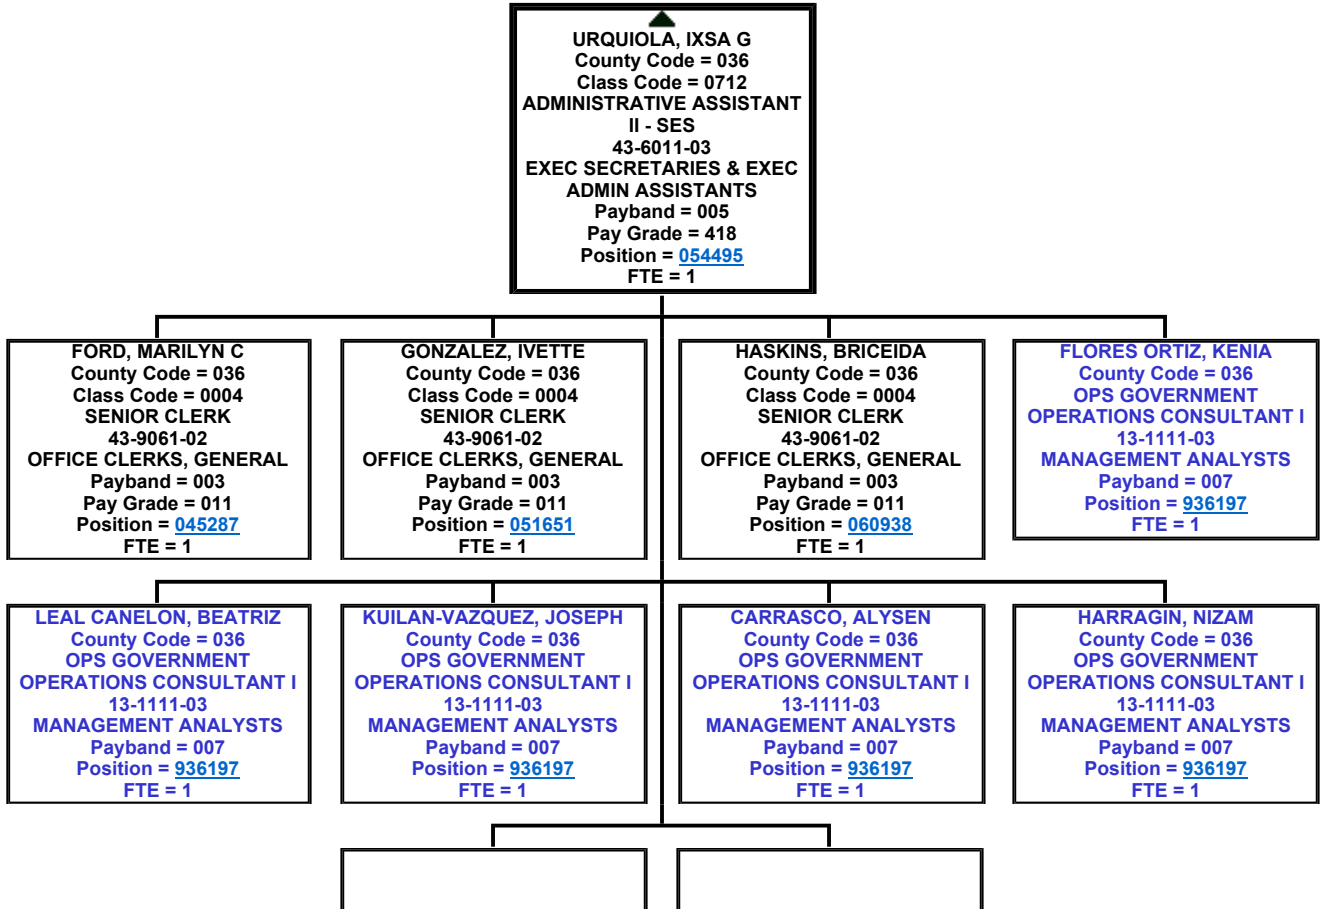 URQUIOLA, IXSA G
County Code = 036
Class Code = 0712
ADMINISTRATIVE ASSISTANT
II - SES
43-6011-03
EXEC SECRETARIES & EXEC
ADMIN ASSISTANTS
Payband = 005
Pay Grade = 418
Position = 054495
FTE = 1
FORD, MARILYN C
County Code = 036
Class Code = 0004
SENIOR CLERK
43-9061-02
OFFICE CLERKS, GENERAL
Payband = 003
Pay Grade = 011
Position = 045287
FTE = 1
GONZALEZ, IVETTE
County Code = 036
Class Code = 0004
SENIOR CLERK
43-9061-02
OFFICE CLERKS, GENERAL
Payband = 003
Pay Grade = 011
Position = 051651
FTE = 1
HASKINS, BRICEIDA
County Code = 036
Class Code = 0004
SENIOR CLERK
43-9061-02
OFFICE CLERKS, GENERAL
Payband = 003
Pay Grade = 011
Position = 060938
FTE = 1
FLORES ORTIZ, KENIA
County Code = 036
OPS GOVERNMENT
OPERATIONS CONSULTANT I
13-1111-03
MANAGEMENT ANALYSTS
Payband = 007
Position = 936197
FTE = 1
LEAL CANELON, BEATRIZ
County Code = 036
OPS GOVERNMENT
OPERATIONS CONSULTANT I
13-1111-03
MANAGEMENT ANALYSTS
Payband = 007
Position = 936197
FTE = 1
KUILAN-VAZQUEZ, JOSEPH
County Code = 036
OPS GOVERNMENT
OPERATIONS CONSULTANT I
13-1111-03
MANAGEMENT ANALYSTS
Payband = 007
Position = 936197
FTE = 1
CARRASCO, ALYSEN
County Code = 036
OPS GOVERNMENT
OPERATIONS CONSULTANT I
13-1111-03
MANAGEMENT ANALYSTS
Payband = 007
Position = 936197
FTE = 1
HARRAGIN, NIZAM
County Code = 036
OPS GOVERNMENT
OPERATIONS CONSULTANT I
13-1111-03
MANAGEMENT ANALYSTS
Payband = 007
Position = 936197
FTE = 1